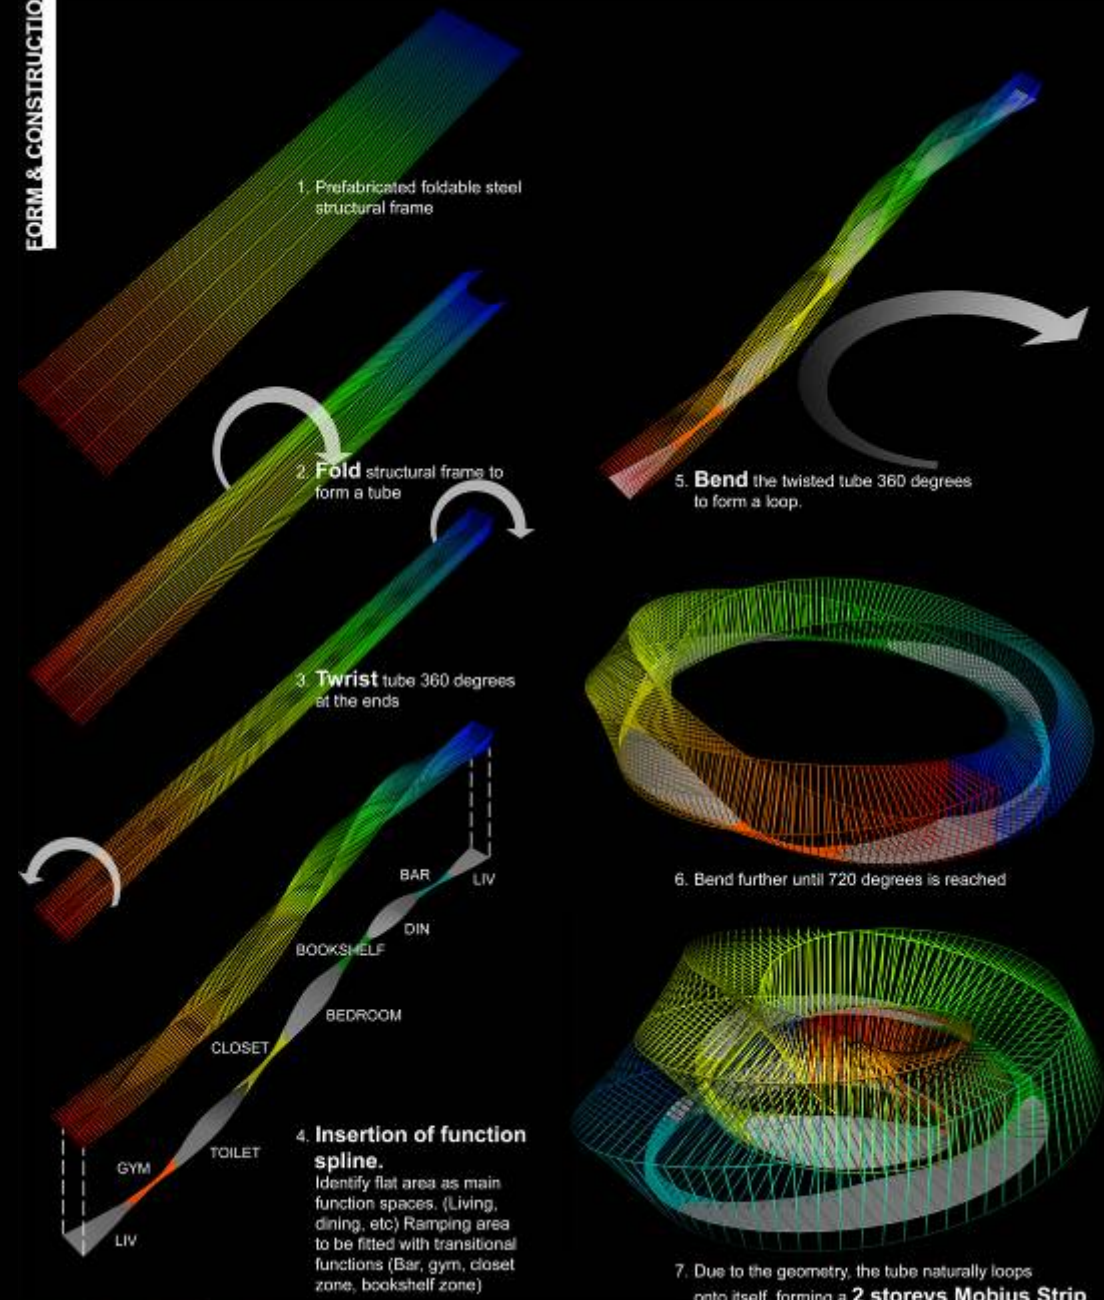 FORM & CONSTRUCTIO
1. Prefabricated foldable steel
structural frame
2. Fold structural frame to
form a tube
3. Twrist tube 360 degrees
at the ends
BAR
LIV
DIN
BOOKSHELF
BEDROOM
CLOSET
TOILET
GYM
LIV
4. Insertion of function
spline.
Identify flat area as main
function spaces. (Living,
dining, etc) Ramping area
to be fitted with transitional
functions (Bar, gym, closet
zone, bookshelf zone)
5. Bend the twisted tube 360 degrees
to form a loop.
6. Bend further until 720 degrees is reached
7. Due to the geometry, the tube naturally loops
onto itself, forming a 2 storeys Mobius Strip